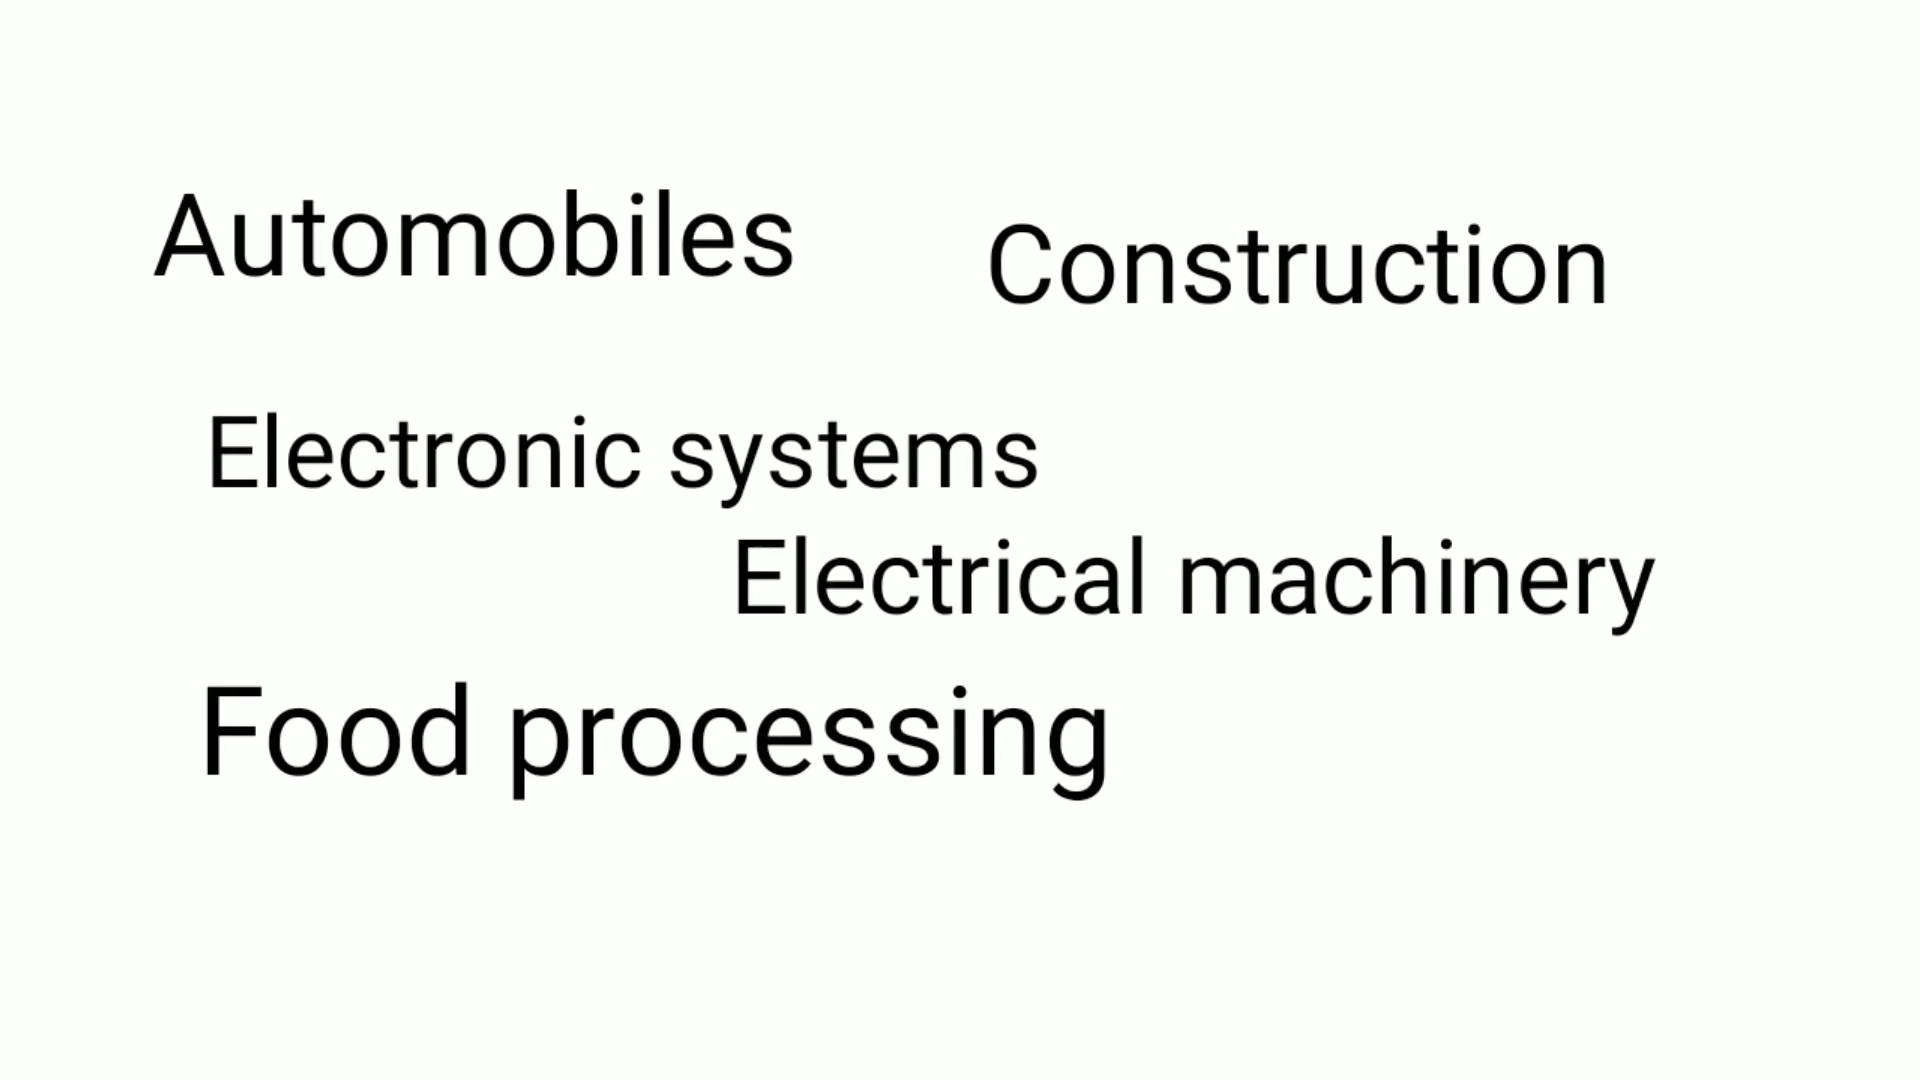 Automobiles
Construction
Electronic systems
Electrical machinery
Food processing